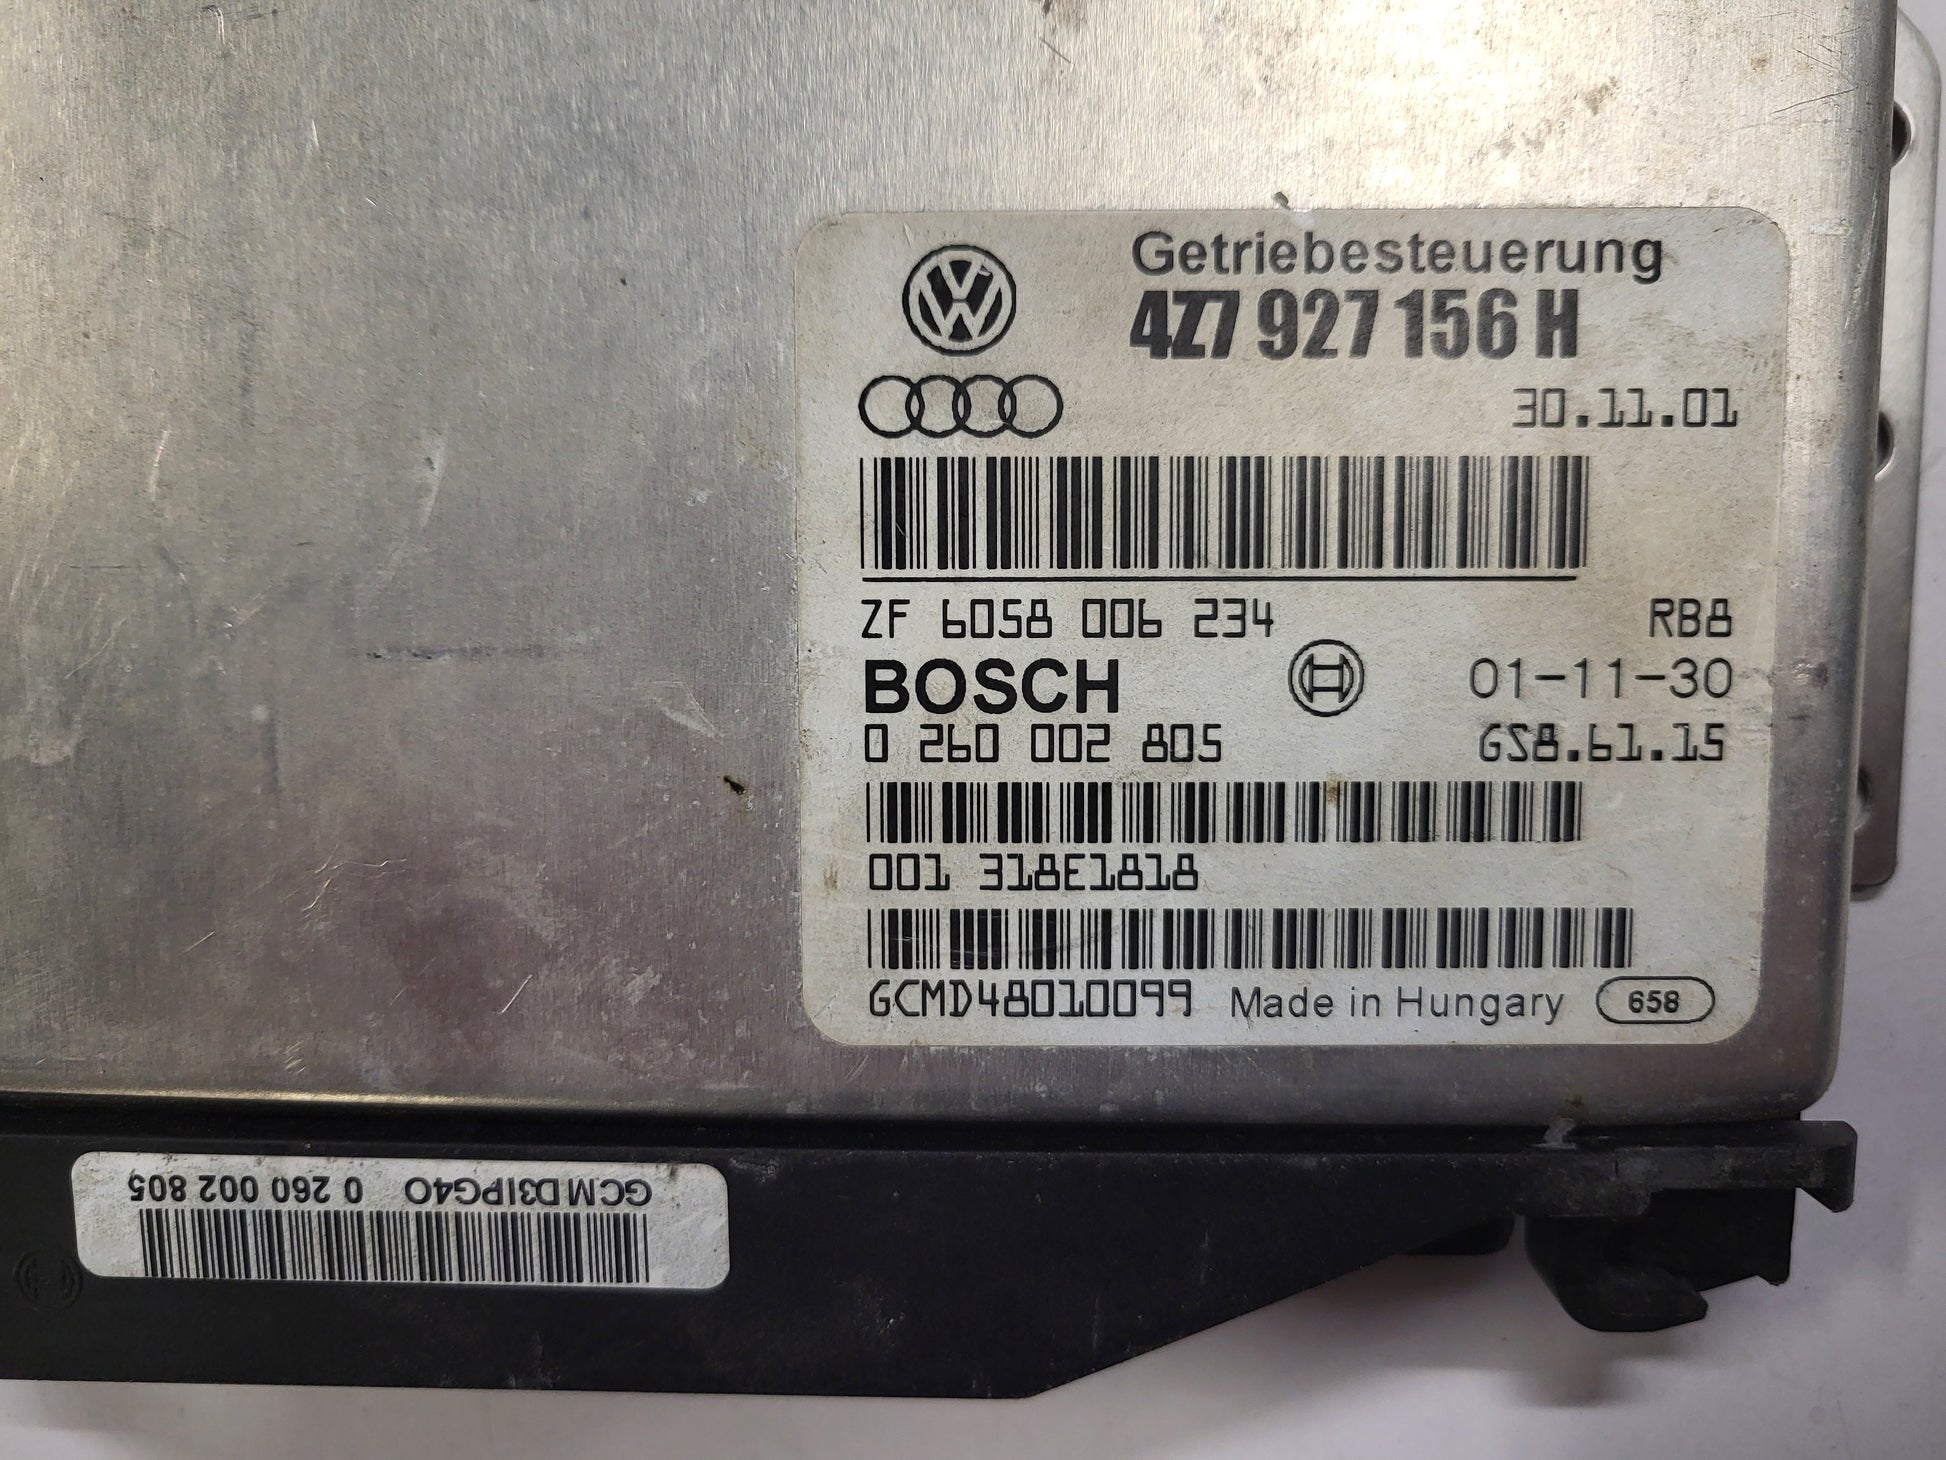 Getriebesteuerung
4Z7 927 156 H
30.11.01
ZF 6058 006 234 RB8
BOSCH 01-11-30
0 260 002 805 GS8.61.15
001 318E1818
GCMD48010099 Made in Hungary 658
GCM D31PG4O 0 260 002 805